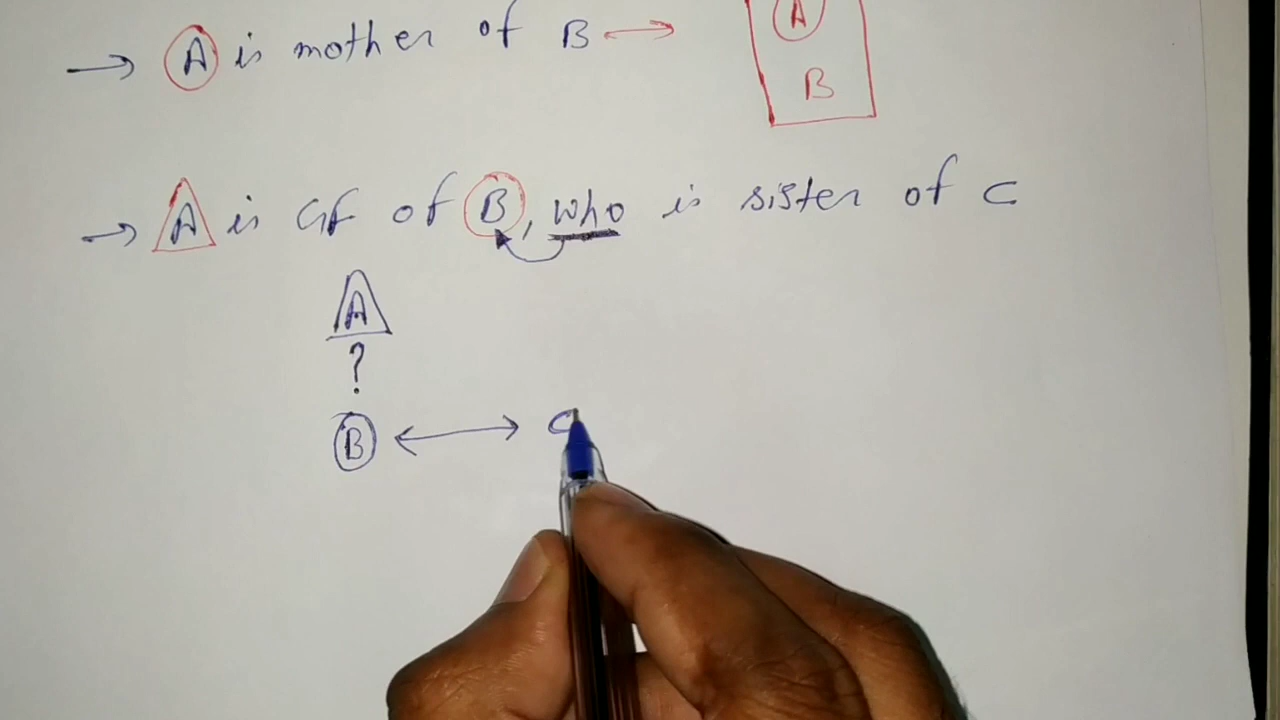 → A is mother of B → A
B
→ A is GF of B, who is sister of C
A
?
B ↔ C